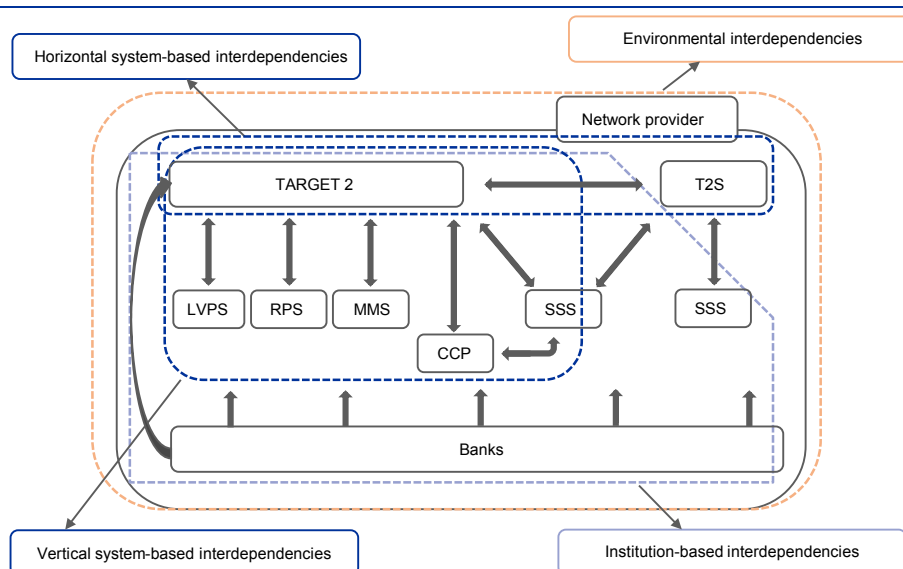 Environmental interdependencies
Horizontal system-based interdependencies
Network provider
TARGET 2
T2S
LVPS
RPS
MMS
SSS
SSS
CCP
Banks
Vertical system-based interdependencies
Institution-based interdependencies